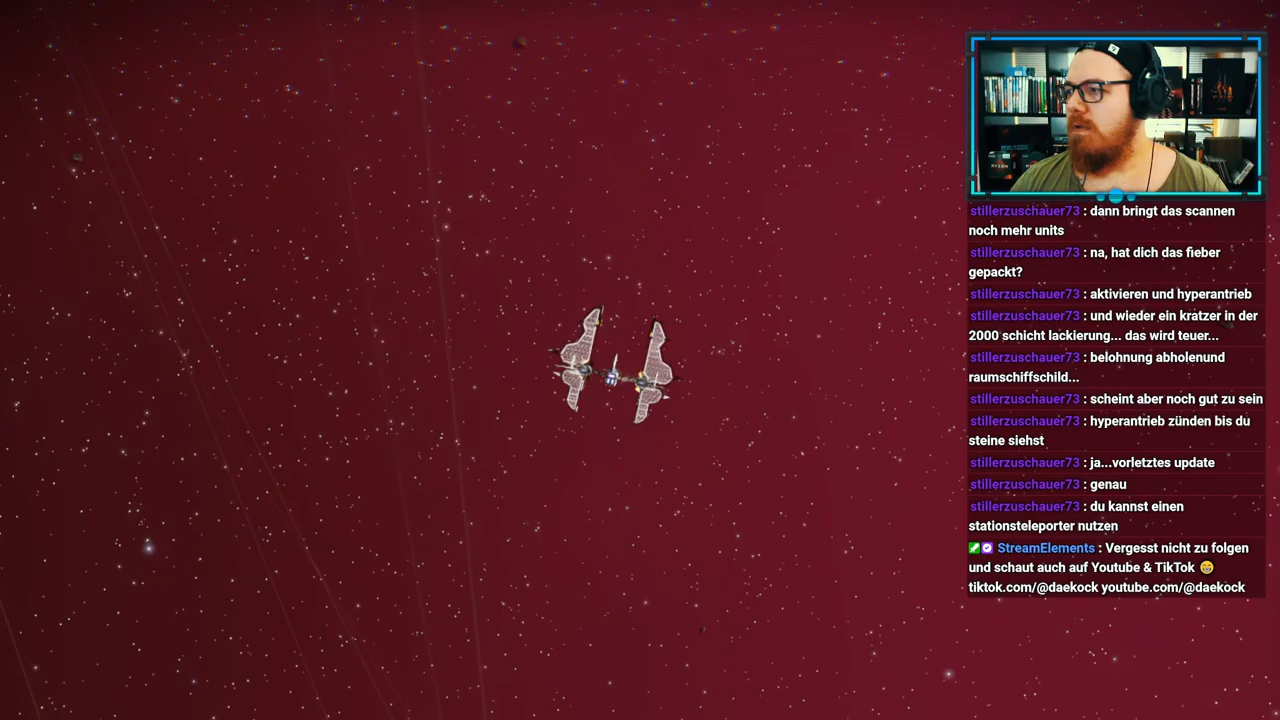 stillerzuschauer73 : dann bringt das scannen
noch mehr units
stillerzuschauer73 : na, hat dich das fieber
gepackt?
stillerzuschauer73 : aktivieren und hyperantrieb
stillerzuschauer73 : und wieder ein kratzer in der
2000 schicht lackierung... das wird teuer...
stillerzuschauer73 : belohnung abholenund
raumschiffschild...
stillerzuschauer73 : scheint aber noch gut zu sein
stillerzuschauer73 : hyperantrieb zünden bis du
steine siehst
stillerzuschauer73 : ja...vorletztes update
stillerzuschauer73 : genau
stillerzuschauer73 : du kannst einen
stationsteleporter nutzen
StreamElements : Vergesst nicht zu folgen
und schaut auch auf Youtube & TikTok 😁
tiktok.com/@daekock youtube.com/@daekock